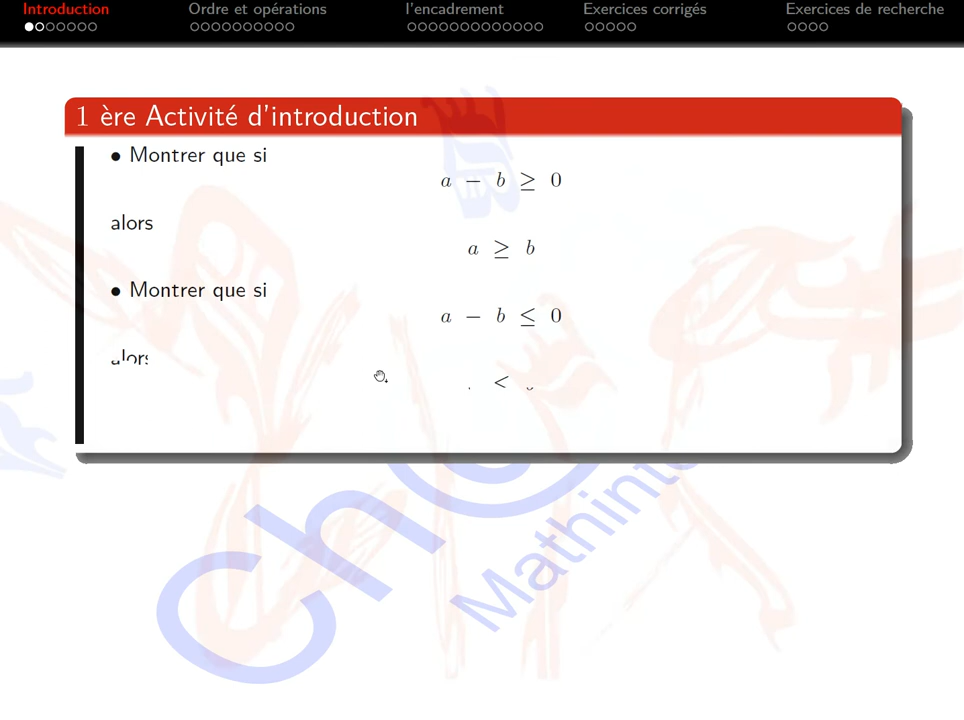 Introduction
Ordre et opérations
l'encadrement
Exercices corrigés
Exercices de recherche
1 ère Activité d'introduction
• Montrer que si
a − b ≥ 0
alors
a ≥ b
• Montrer que si
a − b ≤ 0
alors